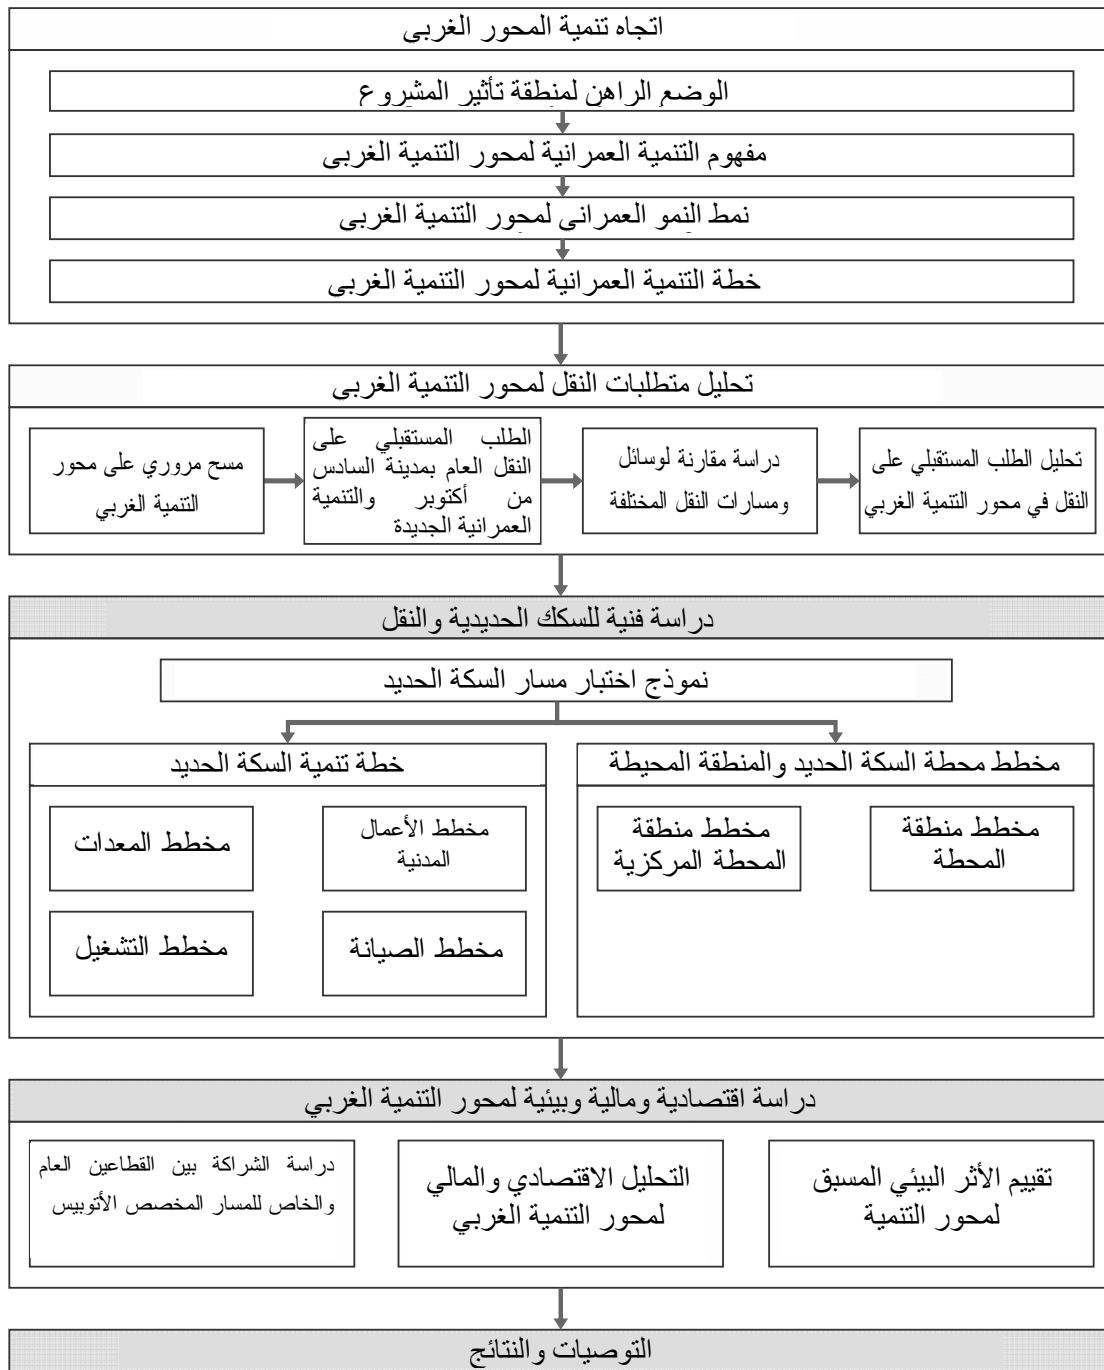 اتجاه تنمية المحور الغربى
الوضع الراهن لمنطقة تأثير المشروع
مفهوم التنمية العمرانية لمحور التنمية الغربى
نمط النمو العمرانى لمحور التنمية الغربى
خطة التنمية العمرانية لمحور التنمية الغربى
تحليل متطلبات النقل لمحور التنمية الغربى
مسح مروري على محور
التنمية الغربي
الطلب المستقبلي على
النقل العام بمدينة السادس
من أكتوبر والتنمية
العمرانية الجديدة
دراسة مقارنة لوسائل
ومسارات النقل المختلفة
تحليل الطلب المستقبلي على
النقل في محور التنمية الغربي
دراسة فنية للسكك الحديدية والنقل
نموذج اختبار مسار السكة الحديد
مخطط محطة السكة الحديد والمنطقة المحيطة
مخطط منطقة
المحطة
مخطط منطقة
المحطة المركزية
خطة تنمية السكة الحديد
مخطط الأعمال
المدنية
مخطط المعدات
مخطط الصيانة
مخطط التشغيل
دراسة اقتصادية ومالية وبيئية لمحور التنمية الغربي
تقييم الأثر البيئي المسبق
لمحور التنمية
التحليل الاقتصادي والمالي
لمحور التنمية الغربي
دراسة الشراكة بين القطاعين العام
والخاص للمسار المخصص الأتوبيس
التوصيات والنتائج